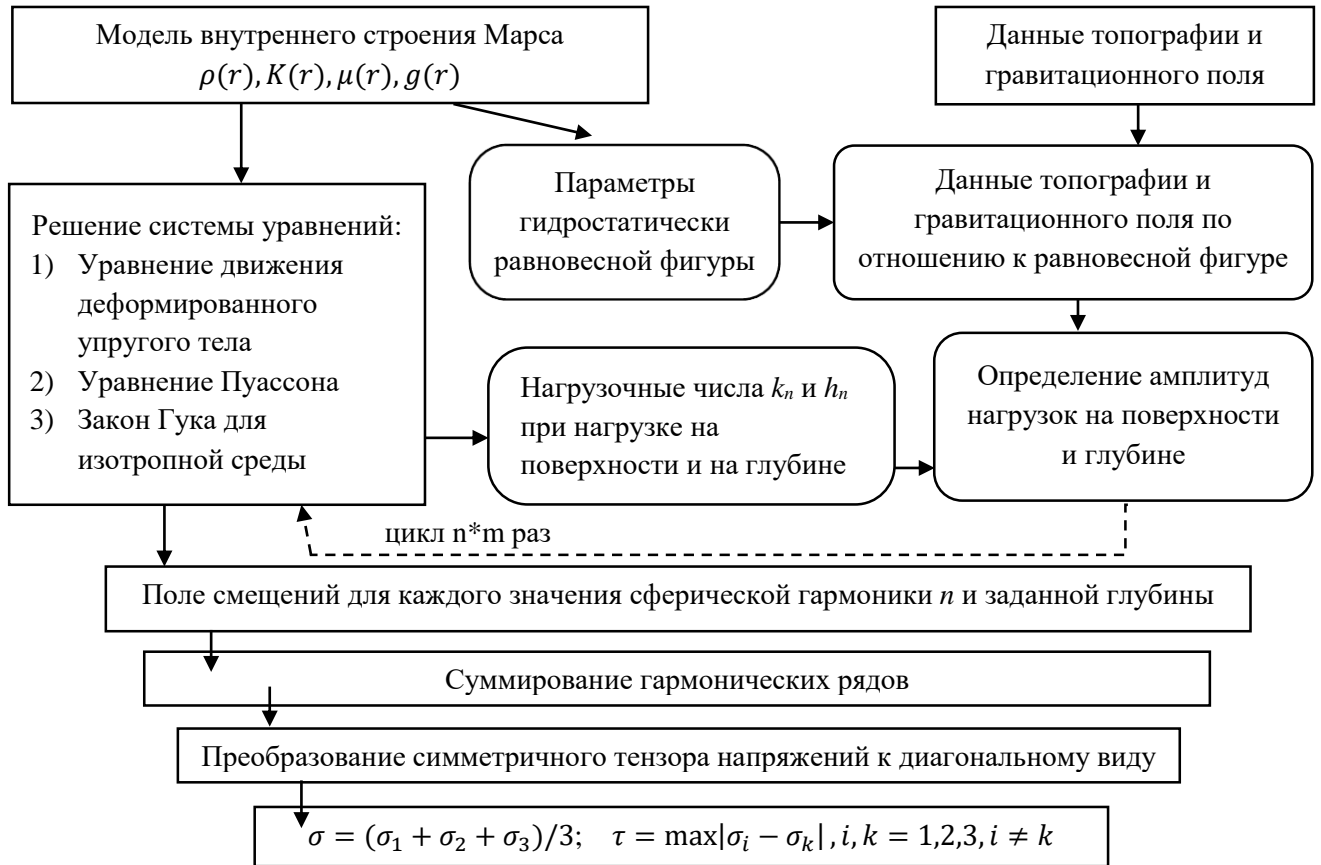 Модель внутреннего строения Марса
ρ(r), K(r), μ(r), g(r)
Данные топографии и
гравитационного поля
Параметры
гидростатически
равновесной фигуры
Данные топографии и
гравитационного поля по
отношению к равновесной фигуре
Решение системы уравнений:
1) Уравнение движения
деформированного
упругого тела
2) Уравнение Пуассона
3) Закон Гука для
изотропной среды
Нагрузочные числа kₙ и hₙ
при нагрузке на
поверхности и на глубине
Определение амплитуд
нагрузок на поверхности
и глубине
цикл n*m раз
Поле смещений для каждого значения сферической гармоники n и заданной глубины
Суммирование гармонических рядов
Преобразование симметричного тензора напряжений к диагональному виду
σ = (σ₁ + σ₂ + σ₃)/3; τ = max|σᵢ − σₖ|, i, k = 1,2,3, i ≠ k